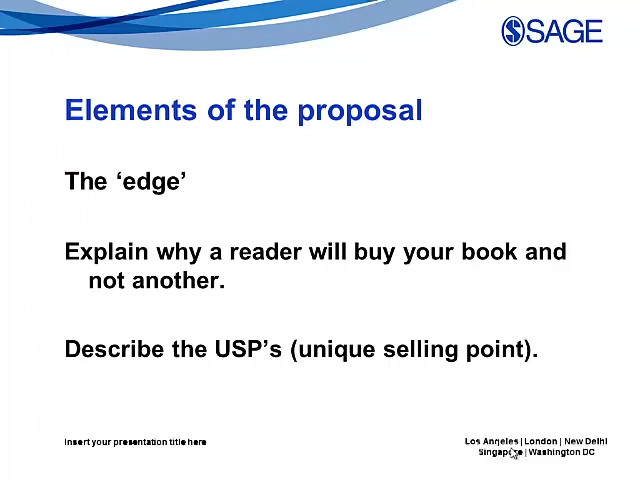 SAGE
Elements of the proposal
The ‘edge’
Explain why a reader will buy your book and
not another.
Describe the USP’s (unique selling point).
Insert your presentation title here
Los Angeles | London | New Delhi
Singapore | Washington DC